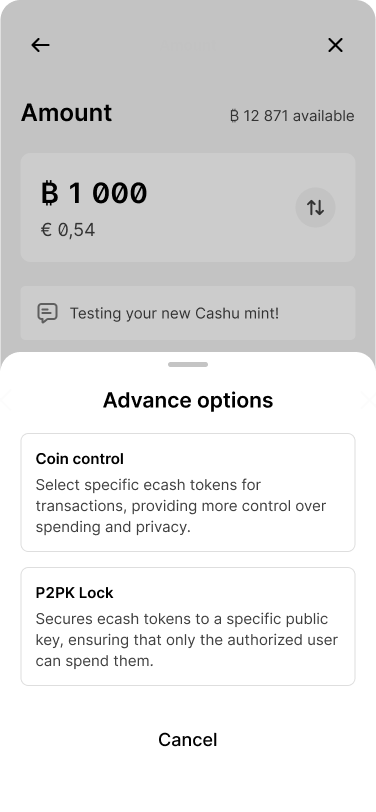 Amount
₿ 12 871 available
₿ 1 000
€ 0,54
Testing your new Cashu mint!
Advance options
Coin control
Select specific ecash tokens for
transactions, providing more control over
spending and privacy.
P2PK Lock
Secures ecash tokens to a specific public
key, ensuring that only the authorized user
can spend them.
Cancel